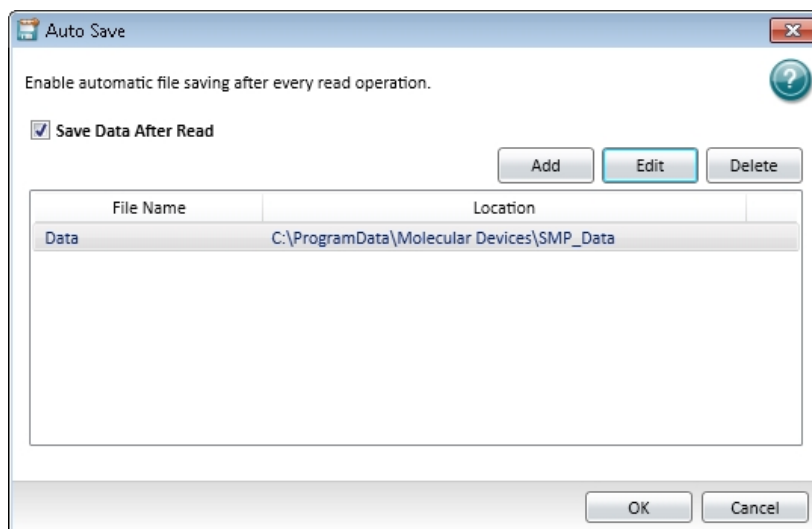 Auto Save
Enable automatic file saving after every read operation.
?
Save Data After Read
Add Edit Delete
File Name Location
Data C:\ProgramData\Molecular Devices\SMP_Data
OK Cancel